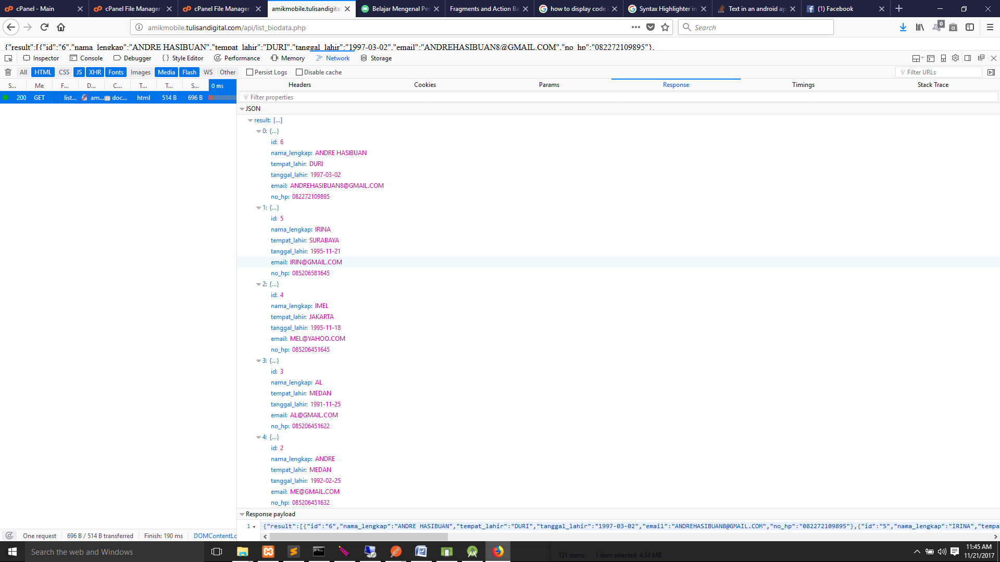 cPanel - Main
cPanel File Manager
cPanel File Manager
amikmobile.tulisandigital
Belajar Mengenal Per
Fragments and Action Ba
how to display code
Syntax Highlighter in
Text in an android ap
(1) Facebook
amikmobile.tulisandigital.com/api/list_biodata.php
Search
0
{"result":[{"id":"6","nama_lengkap":"ANDRE HASIBUAN","tempat_lahir":"DURI","tanggal_lahir":"1997-03-02","email":"ANDREHASIBUAN8@GMAIL.COM","no_hp":"082272109895"},
Inspector Console Debugger { } Style Editor Performance Memory Network Storage
All HTML CSS JS XHR Fonts Images Media Flash WS Other Persist Logs Disable cache Filter URLs
S... Me F... D... C... T... T... S... 0 ms
Headers Cookies Params Response Timings Stack Trace
200 GET list... am... JS doc... html 514 B 696 B
Filter properties
JSON
result: [...]
0: {...}
id: 6
nama_lengkap: ANDRE HASIBUAN
tempat_lahir: DURI
tanggal_lahir: 1997-03-02
email: ANDREHASIBUAN8@GMAIL.COM
no_hp: 082272109895
1: {...}
id: 5
nama_lengkap: IRINA
tempat_lahir: SURABAYA
tanggal_lahir: 1995-11-21
email: IRIN@GMAIL.COM
no_hp: 085206581645
2: {...}
id: 4
nama_lengkap: IMEL
tempat_lahir: JAKARTA
tanggal_lahir: 1995-11-18
email: MEL@YAHOO.COM
no_hp: 085206451645
3: {...}
id: 3
nama_lengkap: AL
tempat_lahir: MEDAN
tanggal_lahir: 1991-11-25
email: AL@GMAIL.COM
no_hp: 085206451622
4: {...}
id: 2
nama_lengkap: ANDRE
tempat_lahir: MEDAN
tanggal_lahir: 1992-02-25
email: ME@GMAIL.COM
no_hp: 085206451632
Response payload
1 {"result":[{"id":"6","nama_lengkap":"ANDRE HASIBUAN","tempat_lahir":"DURI","tanggal_lahir":"1997-03-02","email":"ANDREHASIBUAN8@GMAIL.COM","no_hp":"082272109895"},{"id":"5","nama_lengkap":"IRINA","tempa
One request 696 B / 514 B transferred Finish: 190 ms DOMContentLo
Search the web and Windows
121 items 1 item selected 4.54 MB
11:45 AM
11/21/2017